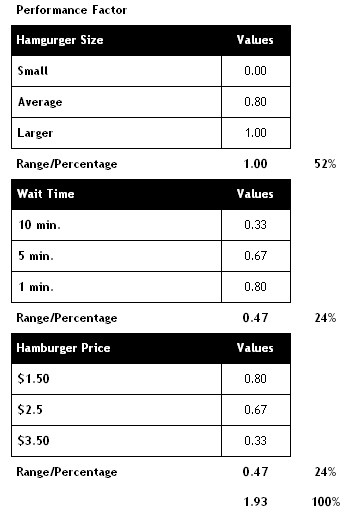 Performance Factor
Hamgurger Size Values
Small 0.00
Average 0.80
Larger 1.00
Range/Percentage 1.00 52%
Wait Time Values
10 min. 0.33
5 min. 0.67
1 min. 0.80
Range/Percentage 0.47 24%
Hamburger Price Values
$1.50 0.80
$2.5 0.67
$3.50 0.33
Range/Percentage 0.47 24%
1.93 100%